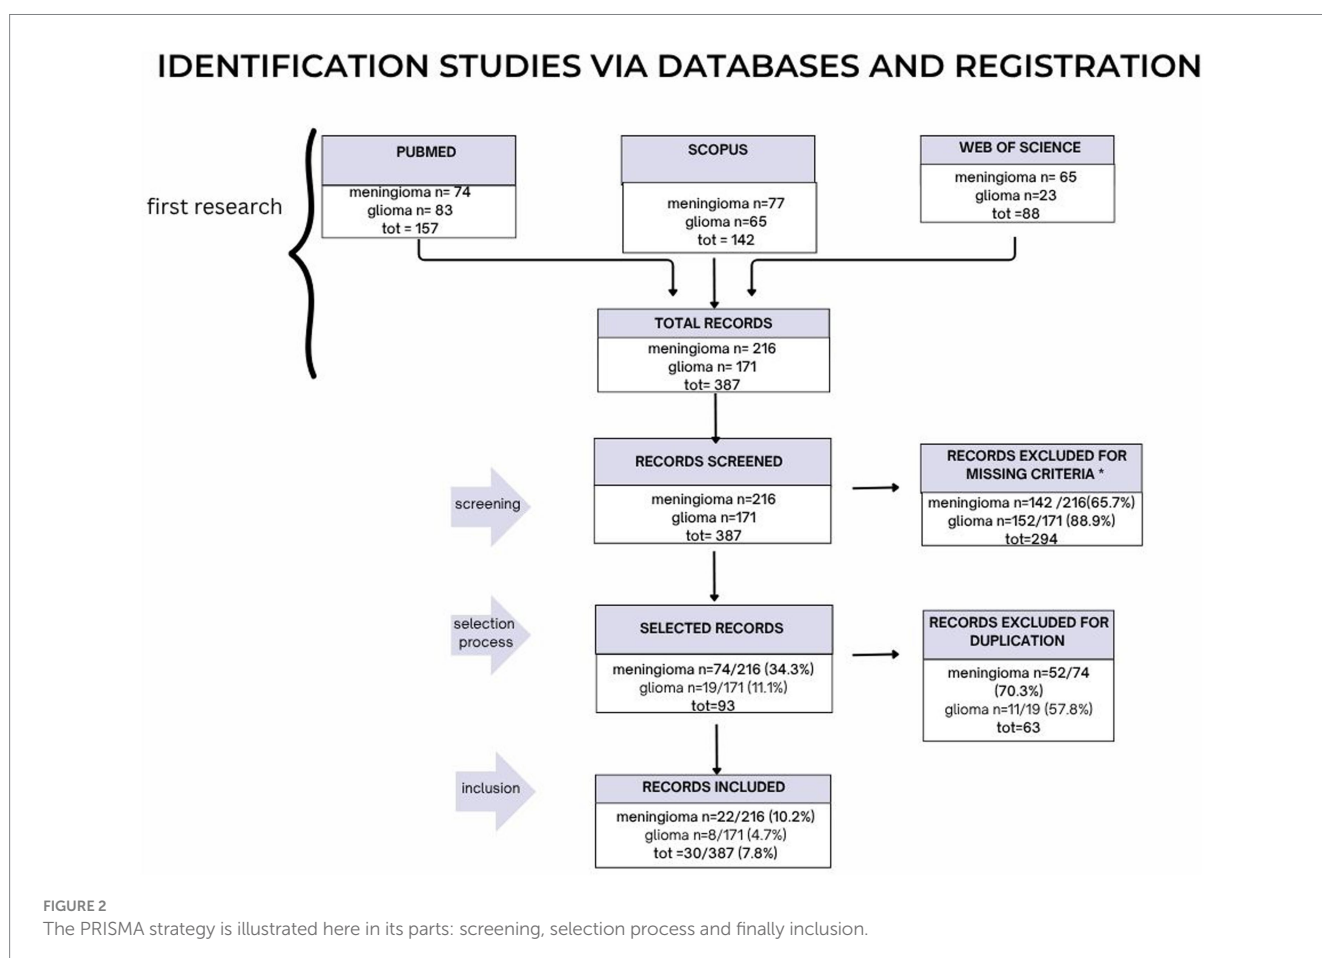 IDENTIFICATION STUDIES VIA DATABASES AND REGISTRATION
first research
PUBMED
meningioma n= 74
glioma n= 83
tot = 157
SCOPUS
meningioma n=77
glioma n=65
tot = 142
WEB OF SCIENCE
meningioma n= 65
glioma n=23
tot =88
TOTAL RECORDS
meningioma n= 216
glioma n= 171
tot= 387
screening
RECORDS SCREENED
meningioma n=216
glioma n=171
tot= 387
RECORDS EXCLUDED FOR
MISSING CRITERIA *
meningioma n=142 /216(65.7%)
glioma n=152/171 (88.9%)
tot=294
selection
process
SELECTED RECORDS
meningioma n=74/216 (34.3%)
glioma n=19/171 (11.1%)
tot=93
RECORDS EXCLUDED FOR
DUPLICATION
meningioma n=52/74
(70.3%)
glioma n=11/19 (57.8%)
tot=63
inclusion
RECORDS INCLUDED
meningioma n=22/216 (10.2%)
glioma n=8/171 (4.7%)
tot =30/387 (7.8%)
FIGURE 2
The PRISMA strategy is illustrated here in its parts: screening, selection process and finally inclusion.